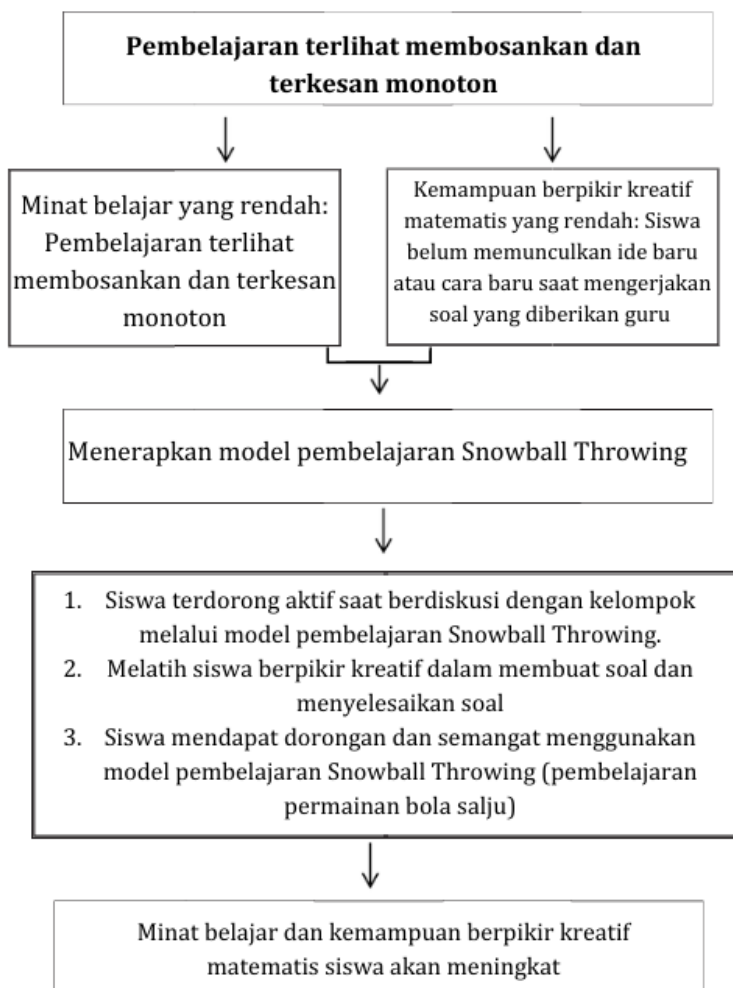 Pembelajaran terlihat membosankan dan
terkesan monoton
Minat belajar yang rendah:
Pembelajaran terlihat
membosankan dan terkesan
monoton
Kemampuan berpikir kreatif
matematis yang rendah: Siswa
belum memunculkan ide baru
atau cara baru saat mengerjakan
soal yang diberikan guru
Menerapkan model pembelajaran Snowball Throwing
1. Siswa terdorong aktif saat berdiskusi dengan kelompok
melalui model pembelajaran Snowball Throwing.
2. Melatih siswa berpikir kreatif dalam membuat soal dan
menyelesaikan soal
3. Siswa mendapat dorongan dan semangat menggunakan
model pembelajaran Snowball Throwing (pembelajaran
permainan bola salju)
Minat belajar dan kemampuan berpikir kreatif
matematis siswa akan meningkat